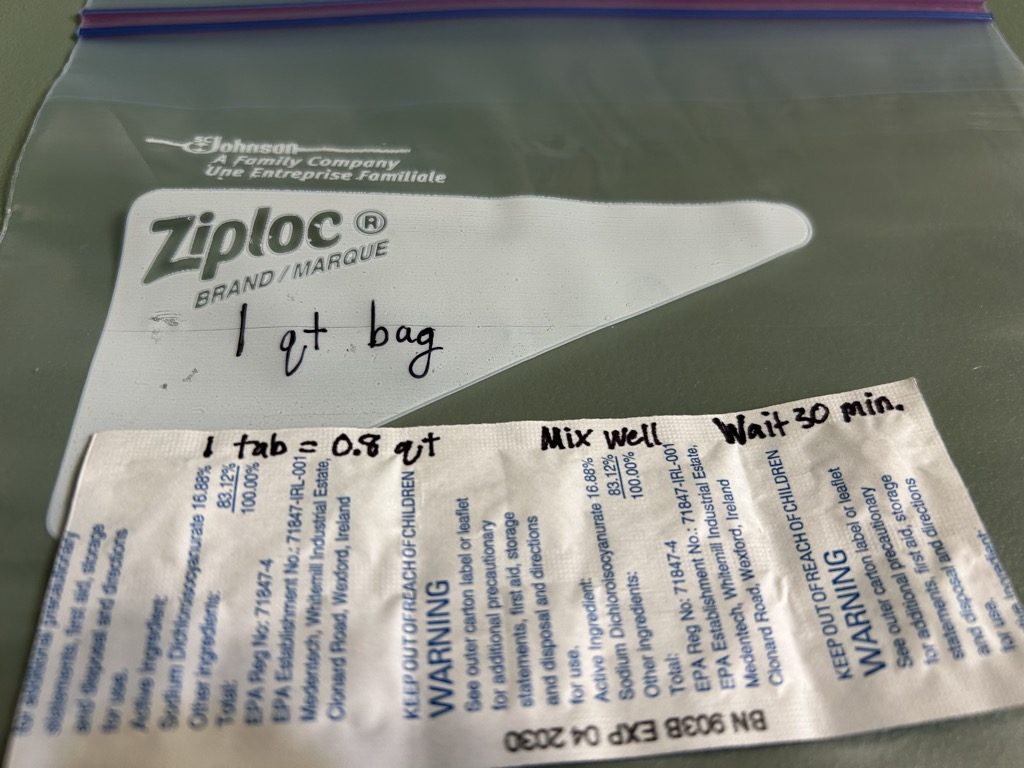 SC Johnson
A Family Company
Une Entreprise Familiale
Ziploc®
BRAND/MARQUE
1 qt bag
1 tab = 0.8 qt
Mix well
Wait 30 min.
for additional precautionary
statements, first aid, storage
and disposal and directions
for use.
Active Ingredient:
Sodium Dichloroisocyanurate 16.88%
Other ingredients: 83.12%
Total: 100.00%
EPA Reg No.: 71847-4
EPA Establishment No.: 71847-IRL-001
Medentech, Whitemill Industrial Estate,
Clonard Road, Wexford, Ireland
KEEP OUT OF REACH OF CHILDREN
WARNING
See outer carton label or leaflet
for additional precautionary
statements, first aid, storage
and disposal and directions
for use.
Active Ingredient:
Sodium Dichloroisocyanurate 16.88%
Other ingredients: 83.12%
Total: 100.00%
EPA Reg No: 71847-4
EPA Establishment No.: 71847-IRL-001
Medentech, Whitemill Industrial Estate,
Clonard Road, Wexford, Ireland
KEEP OUT OF REACH OF CHILDREN
WARNING
See outer carton label or leaflet
for additional precautionary
statements, first aid, storage
and disposal and directions
for use.
BN 903B EXP 04 2030